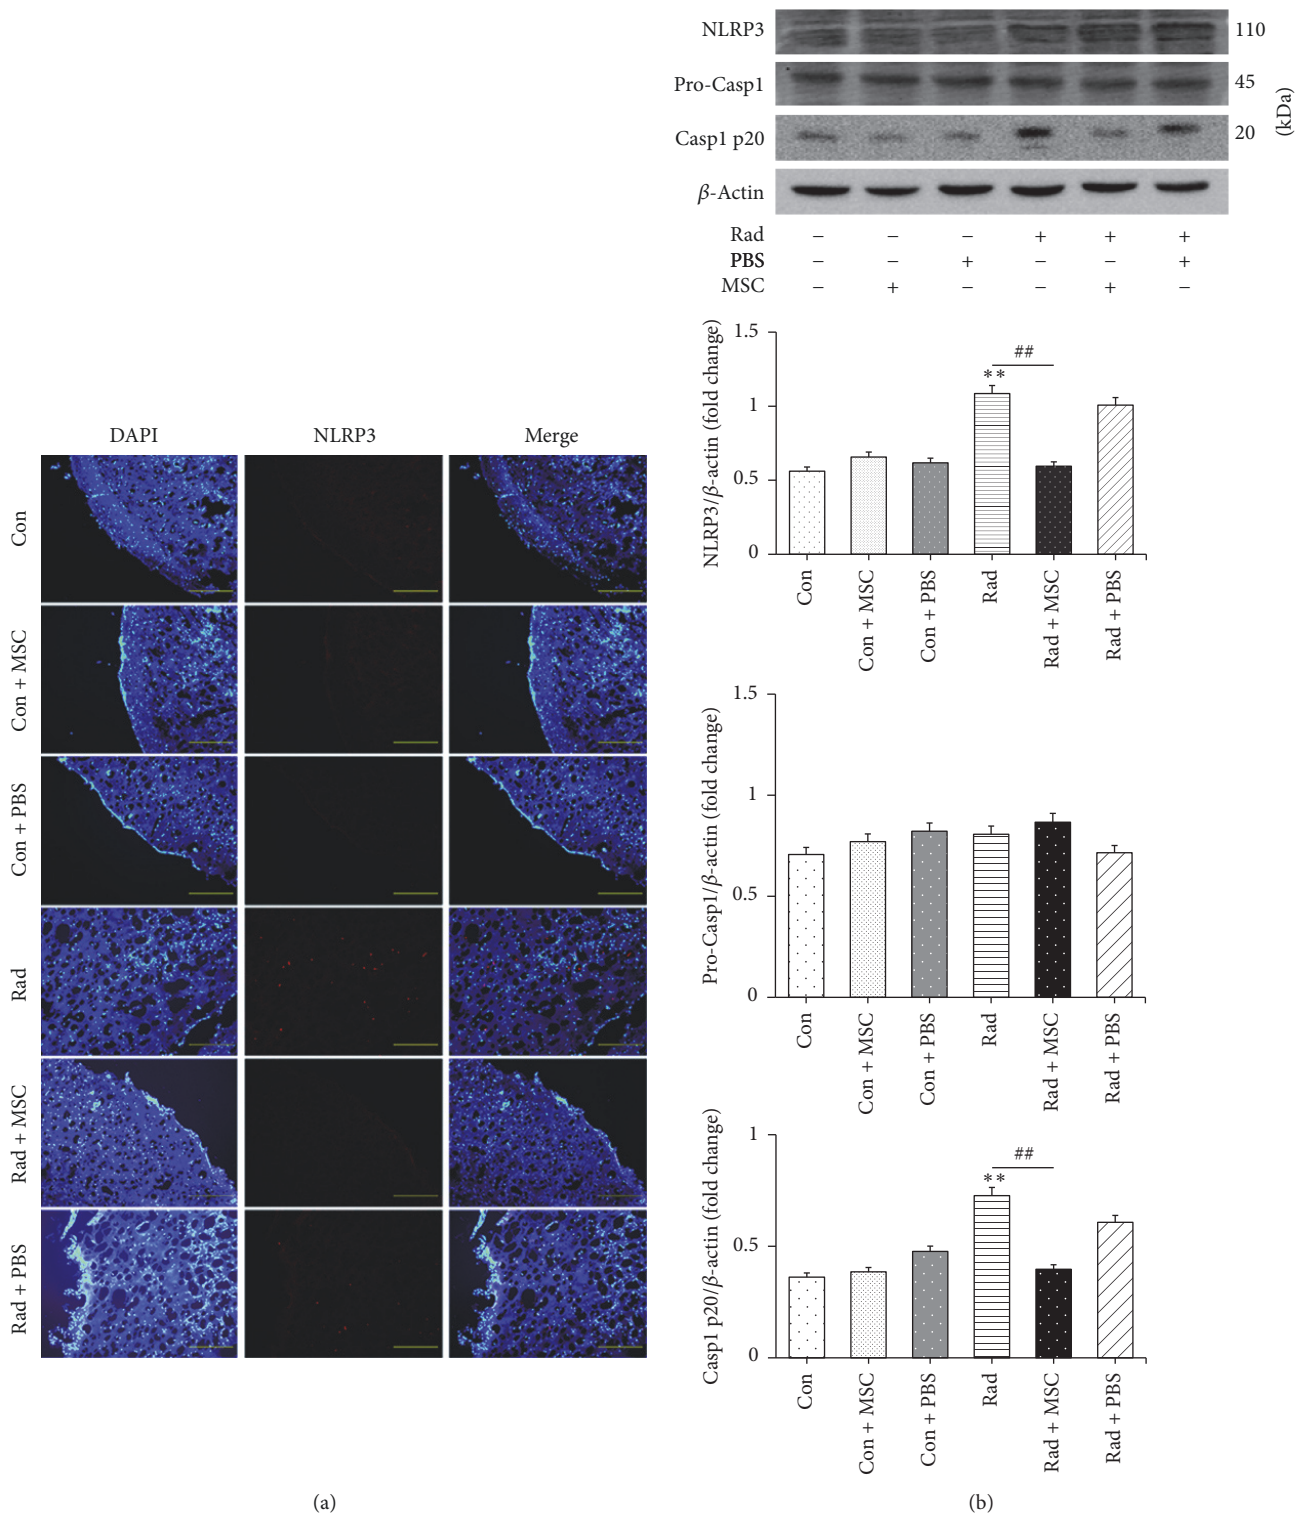 DAPI NLRP3 Merge
Con
Con + MSC
Con + PBS
Rad
Rad + MSC
Rad + PBS
(a)
NLRP3 110
Pro-Casp1 45
Casp1 p20 20
(kDa)
β-Actin
Rad − − − + + +
PBS − − + − − +
MSC − + − − + −
NLRP3/β-actin (fold change)
1.5
1
0.5
0
##
**
Con
Con + MSC
Con + PBS
Rad
Rad + MSC
Rad + PBS
Pro-Casp1/β-actin (fold change)
1.5
1
0.5
0
Con
Con + MSC
Con + PBS
Rad
Rad + MSC
Rad + PBS
Casp1 p20/β-actin (fold change)
1
0.5
0
##
**
Con
Con + MSC
Con + PBS
Rad
Rad + MSC
Rad + PBS
(b)